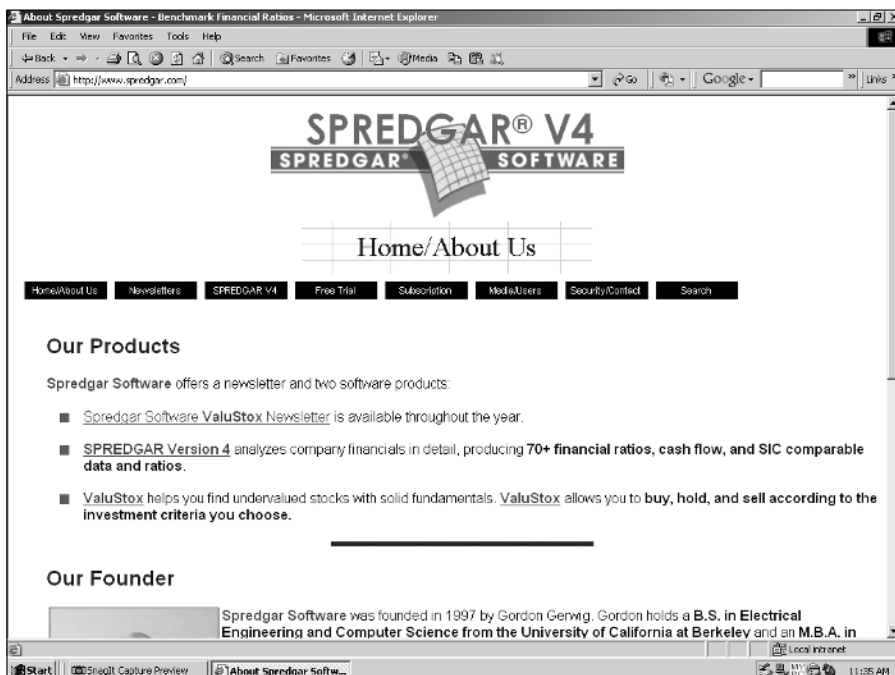 About Spredgar Software - Benchmark Financial Ratios - Microsoft Internet Explorer
File Edit View Favorites Tools Help
Back Search Favorites Media
Address http://www.spredgar.com/ Go Google Links
SPREDGAR® V4
SPREDGAR® SOFTWARE
Home/About Us
Home/About Us Newsletters SPREDGAR V4 Free Trial Subscription Media/Users Security/Contact Search
Our Products
Spredgar Software offers a newsletter and two software products:
Spredgar Software ValuStox Newsletter is available throughout the year.
SPREDGAR Version 4 analyzes company financials in detail, producing 70+ financial ratios, cash flow, and SIC comparable
data and ratios.
ValuStox helps you find undervalued stocks with solid fundamentals. ValuStox allows you to buy, hold, and sell according to the
investment criteria you choose.
Our Founder
Spredgar Software was founded in 1997 by Gordon Gerwig. Gordon holds a B.S. in Electrical
Engineering and Computer Science from the University of California at Berkeley and an M.B.A. in
Local intranet
Start SnagIt Capture Preview About Spredgar Softw... 11:35 AM